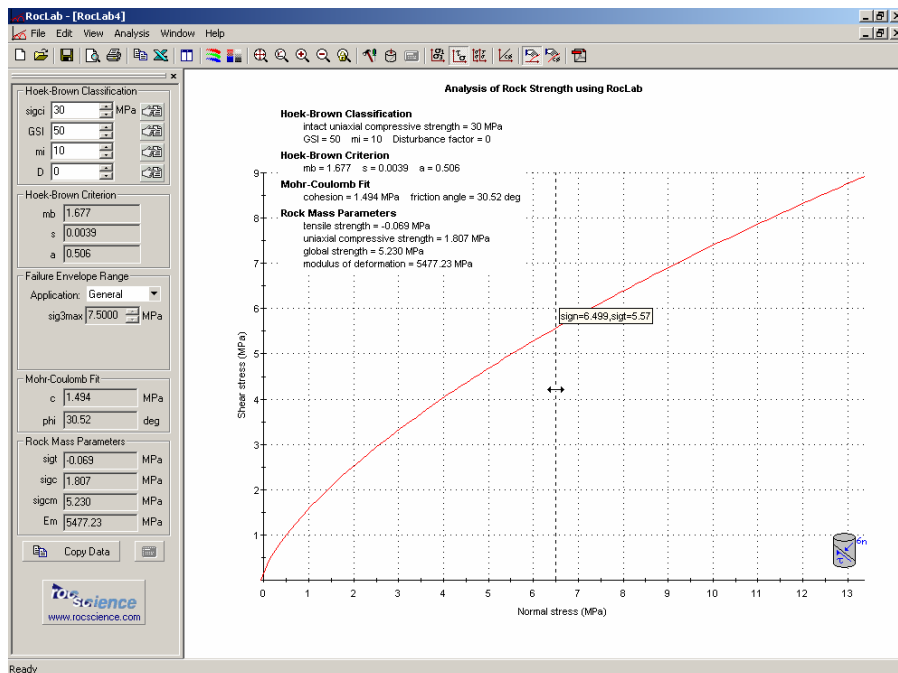 RocLab - [RocLab4]
File Edit View Analysis Window Help
Hoek-Brown Classification
sigci 30 MPa
GSI 50
mi 10
D 0
Hoek-Brown Criterion
mb 1.677
s 0.0039
a 0.506
Failure Envelope Range
Application: General
sig3max 7.5000 MPa
Mohr-Coulomb Fit
c 1.494 MPa
phi 30.52 deg
Rock Mass Parameters
sigt -0.069 MPa
sigc 1.807 MPa
sigcm 5.230 MPa
Em 5477.23 MPa
Copy Data
rocscience
www.rocscience.com
Analysis of Rock Strength using RocLab
Hoek-Brown Classification
intact uniaxial compressive strength = 30 MPa
GSI = 50 mi = 10 Disturbance factor = 0
Hoek-Brown Criterion
mb = 1.677 s = 0.0039 a = 0.506
Mohr-Coulomb Fit
cohesion = 1.494 MPa friction angle = 30.52 deg
Rock Mass Parameters
tensile strength = -0.069 MPa
uniaxial compressive strength = 1.807 MPa
global strength = 5.230 MPa
modulus of deformation = 5477.23 MPa
9
8
7
6
5
4
3
2
1
Shear stress (MPa)
sign=6.499,sigt=5.57
σn
τ
0 1 2 3 4 5 6 7 8 9 10 11 12 13
Normal stress (MPa)
Ready